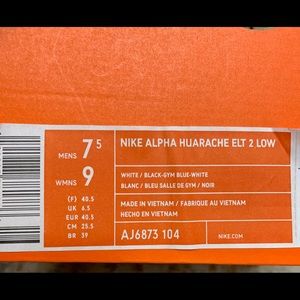 MENS 7.5
WMNS 9
(F) 40.5
UK 6.5
EUR 40.5
CM 25.5
BR 39
NIKE ALPHA HUARACHE ELT 2 LOW
WHITE / BLACK-GYM BLUE-WHITE
BLANC / BLEU SALLE DE GYM / NOIR
MADE IN VIETNAM / FABRIQUE AU VIETNAM
HECHO EN VIETNAM
AJ6873 104
NIKE.COM